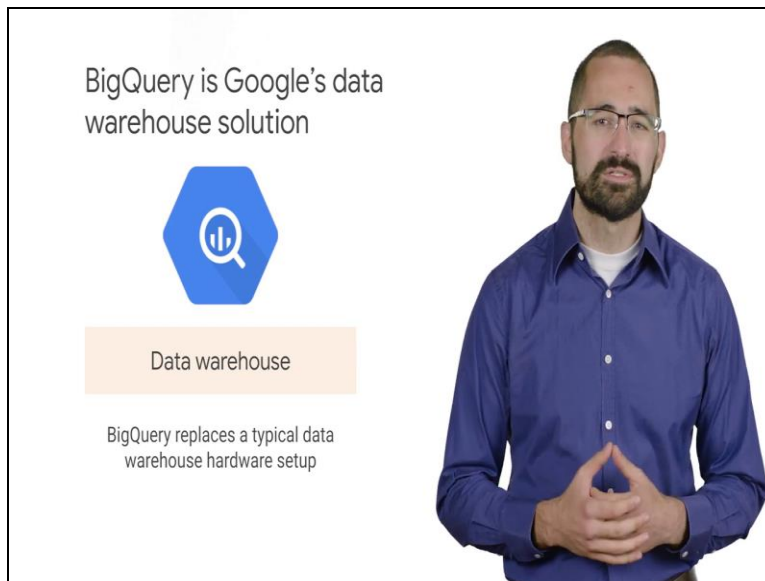 BigQuery is Google's data
warehouse solution
Data warehouse
BigQuery replaces a typical data
warehouse hardware setup